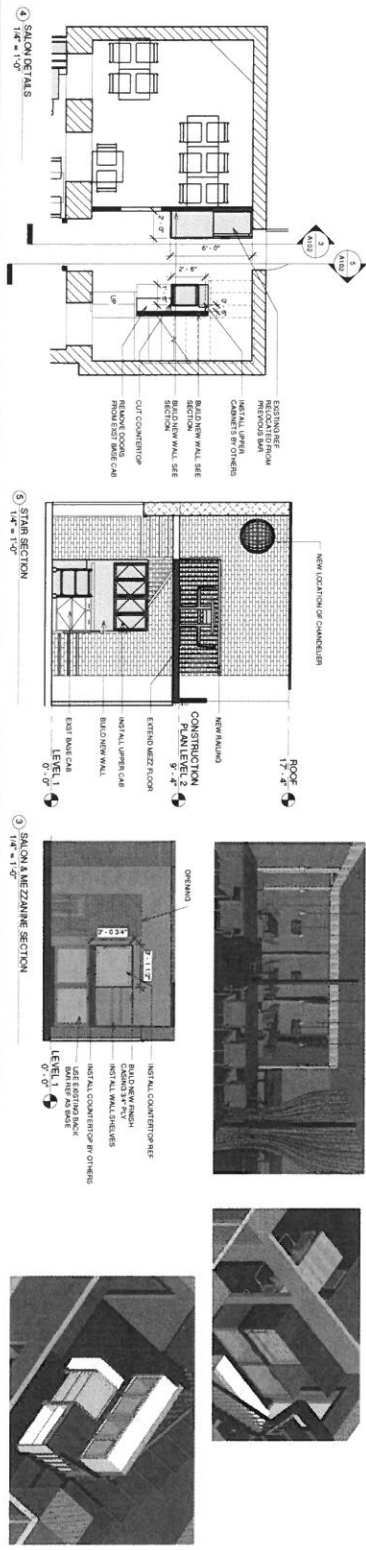 ④ SALON DETAILS
1/4" = 1'-0"
3
A102
5
A102
6'-0"
2'-0"
2'-6"
UP
EXISTING REF
RELOCATED FROM
PREVIOUS BAR
INSTALL UPPER
CABINETS BY OTHERS
BUILD NEW WALL. SEE
SECTION
BUILD NEW WALL. SEE
SECTION
CUT COUNTERTOP
REMOVE DOORS
FROM EXIST BASE CAB
⑤ STAIR SECTION
1/4" = 1'-0"
NEW LOCATION OF CHANDELIER
ROOF
17'-4"
NEW RAILING
CONSTRUCTION
PLAN LEVEL 2
9'-4"
EXTEND MEZZ FLOOR
INSTALL UPPER CAB
BUILD NEW WALL
EXIST BASE CAB
LEVEL 1
0'-0"
③ SALON & MEZZANINE SECTION
1/4" = 1'-0"
OPENING
3'-0 3/4"
INSTALL COUNTERTOP REF
BUILD NEW FINISH
CASING 3/4" PLY
INSTALL WALL SHELVES
INSTALL COUNTERTOP BY OTHERS
USE EXISTING BACK
BAR REF AS BASE
LEVEL 1
0'-0"